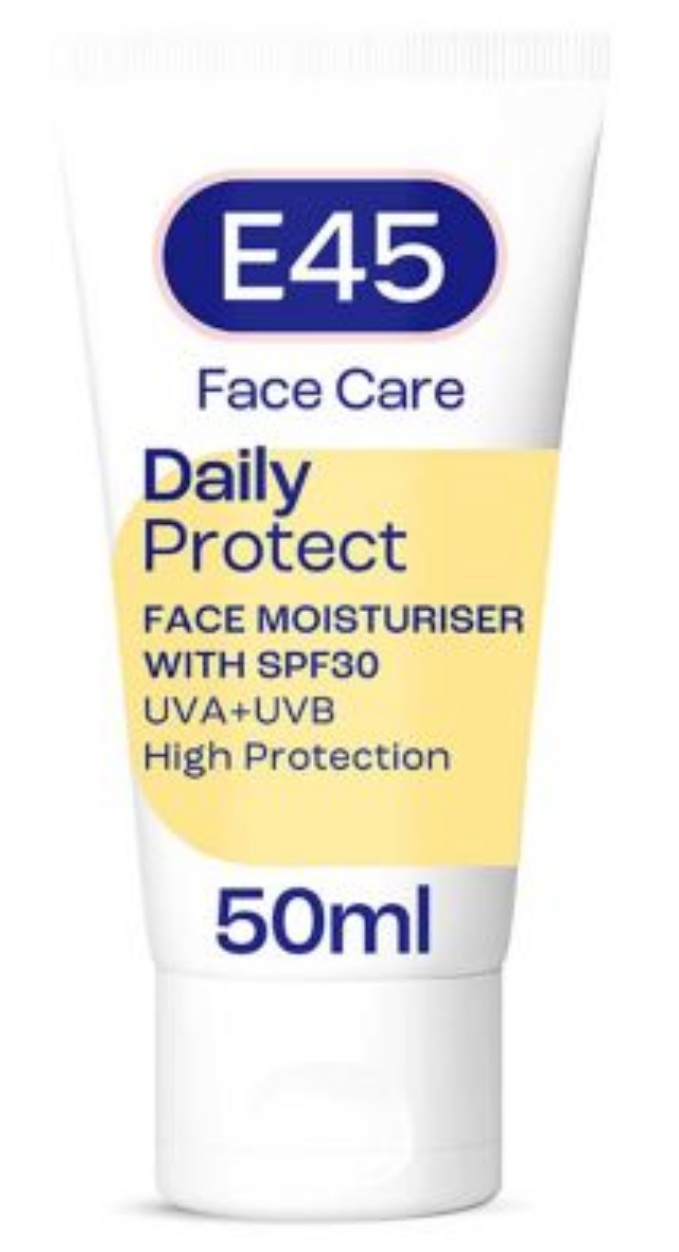 E45
Face Care
Daily
Protect
FACE MOISTURISER
WITH SPF30
UVA+UVB
High Protection
50ml